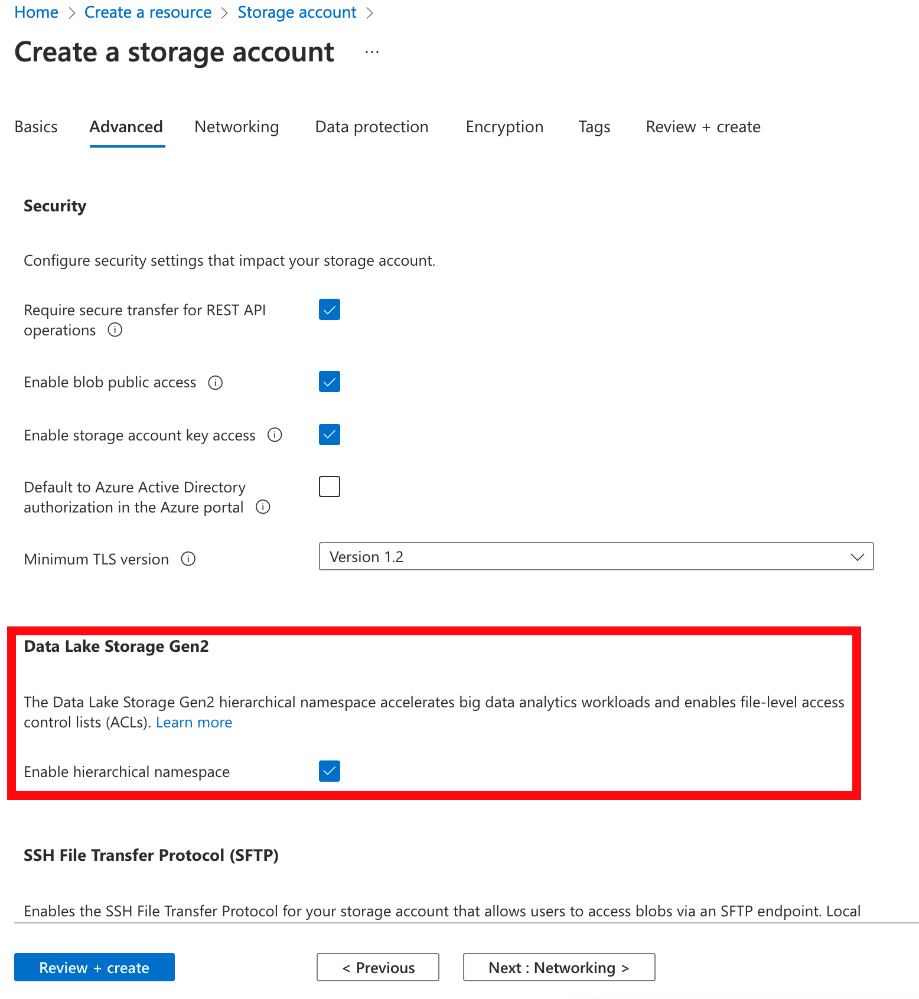 Home > Create a resource > Storage account >
Create a storage account ...
Basics Advanced Networking Data protection Encryption Tags Review + create
Security
Configure security settings that impact your storage account.
Require secure transfer for REST API
operations
Enable blob public access
Enable storage account key access
Default to Azure Active Directory
authorization in the Azure portal
Minimum TLS version Version 1.2
Data Lake Storage Gen2
The Data Lake Storage Gen2 hierarchical namespace accelerates big data analytics workloads and enables file-level access
control lists (ACLs). Learn more
Enable hierarchical namespace
SSH File Transfer Protocol (SFTP)
Enables the SSH File Transfer Protocol for your storage account that allows users to access blobs via an SFTP endpoint. Local
Review + create < Previous Next : Networking >